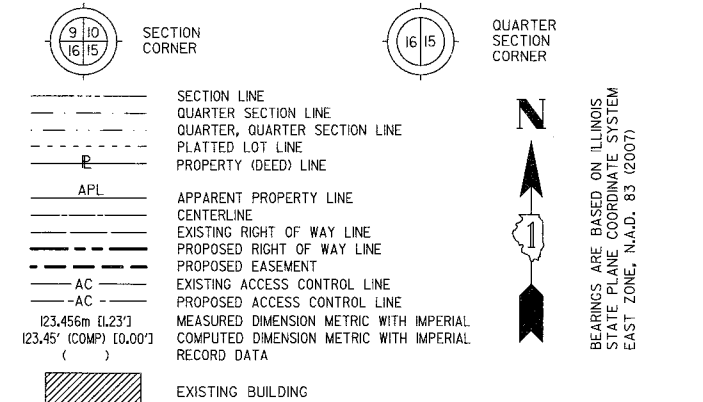 9 10
16 15
SECTION
CORNER
16 15
QUARTER
SECTION
CORNER
SECTION LINE
QUARTER SECTION LINE
QUARTER, QUARTER SECTION LINE
PLATTED LOT LINE
PL PROPERTY (DEED) LINE
APL APPARENT PROPERTY LINE
CENTERLINE
EXISTING RIGHT OF WAY LINE
PROPOSED RIGHT OF WAY LINE
PROPOSED EASEMENT
AC EXISTING ACCESS CONTROL LINE
AC PROPOSED ACCESS CONTROL LINE
123.456m [1.23'] MEASURED DIMENSION METRIC WITH IMPERIAL
123.45' (COMP) [0.00'] COMPUTED DIMENSION METRIC WITH IMPERIAL
( ) RECORD DATA
EXISTING BUILDING
N
1
BEARINGS ARE BASED ON ILLINOIS
STATE PLANE COORDINATE SYSTEM
EAST ZONE, N.A.D. 83 (2007)